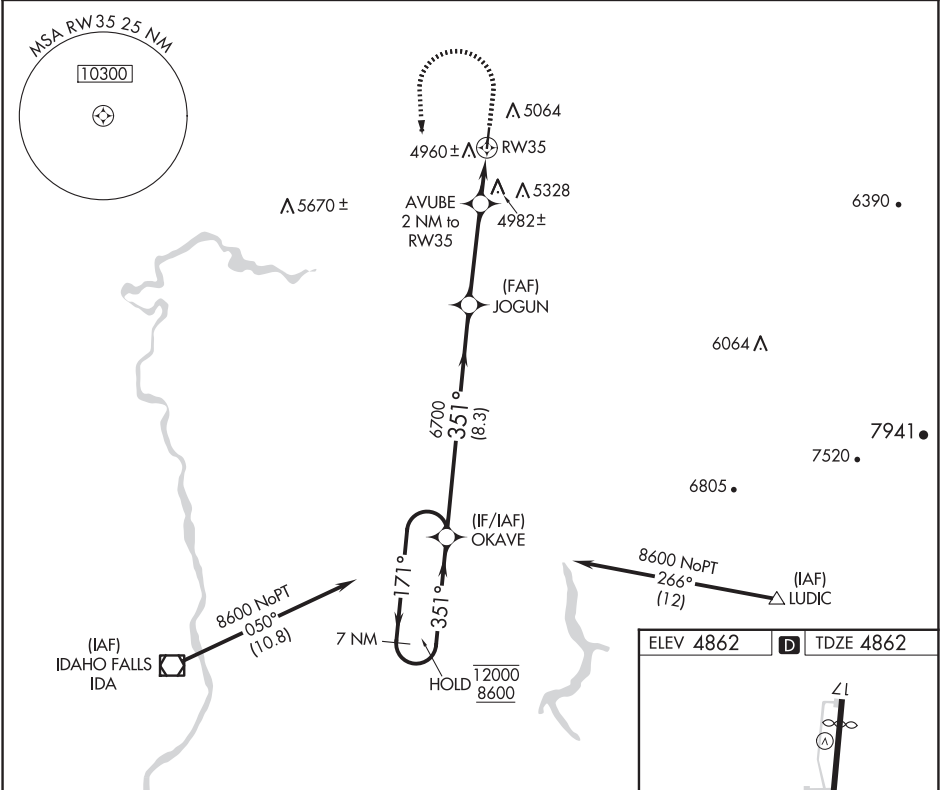 MSA RW35 25 NM
10300
5064
4960 ±
RW35
5670 ±
AVUBE
2 NM to
RW35
5328
4982±
6390
(FAF)
JOGUN
6064
6700
351°
(8.3)
7941
7520
6805
(IF/IAF)
OKAVE
171°
351°
8600 NoPT
266°
(12)
(IAF)
LUDIC
8600 NoPT
050°
(10.8)
(IAF)
IDAHO FALLS
IDA
7 NM
HOLD
12000
8600
ELEV 4862
D
TDZE 4862
17
V